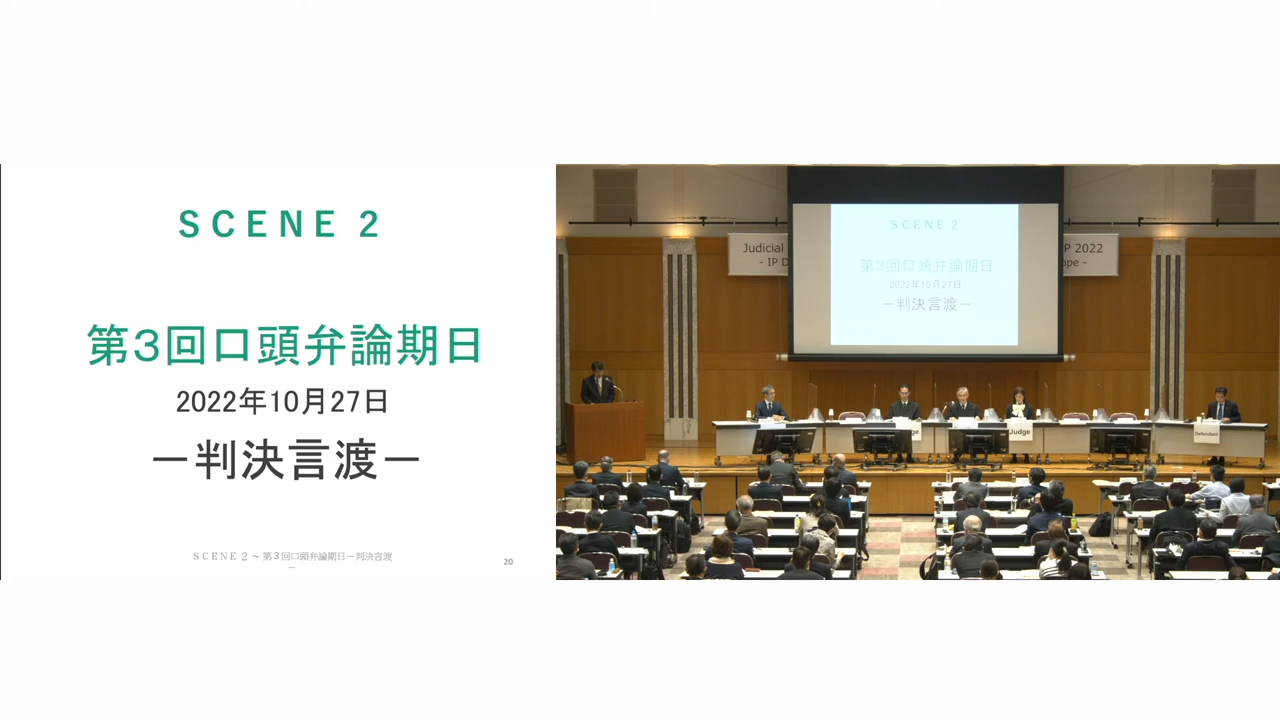 SCENE 2
第3回口頭弁論期日
2022年10月27日
－判決言渡－
SCENE 2 ～ 第3回口頭弁論期日－判決言渡
－
20
Judicial
- IP D
P 2022
ope -
SCENE 2
第3回口頭弁論期日
2022年10月27日
－判決言渡－
Judge
Defendant